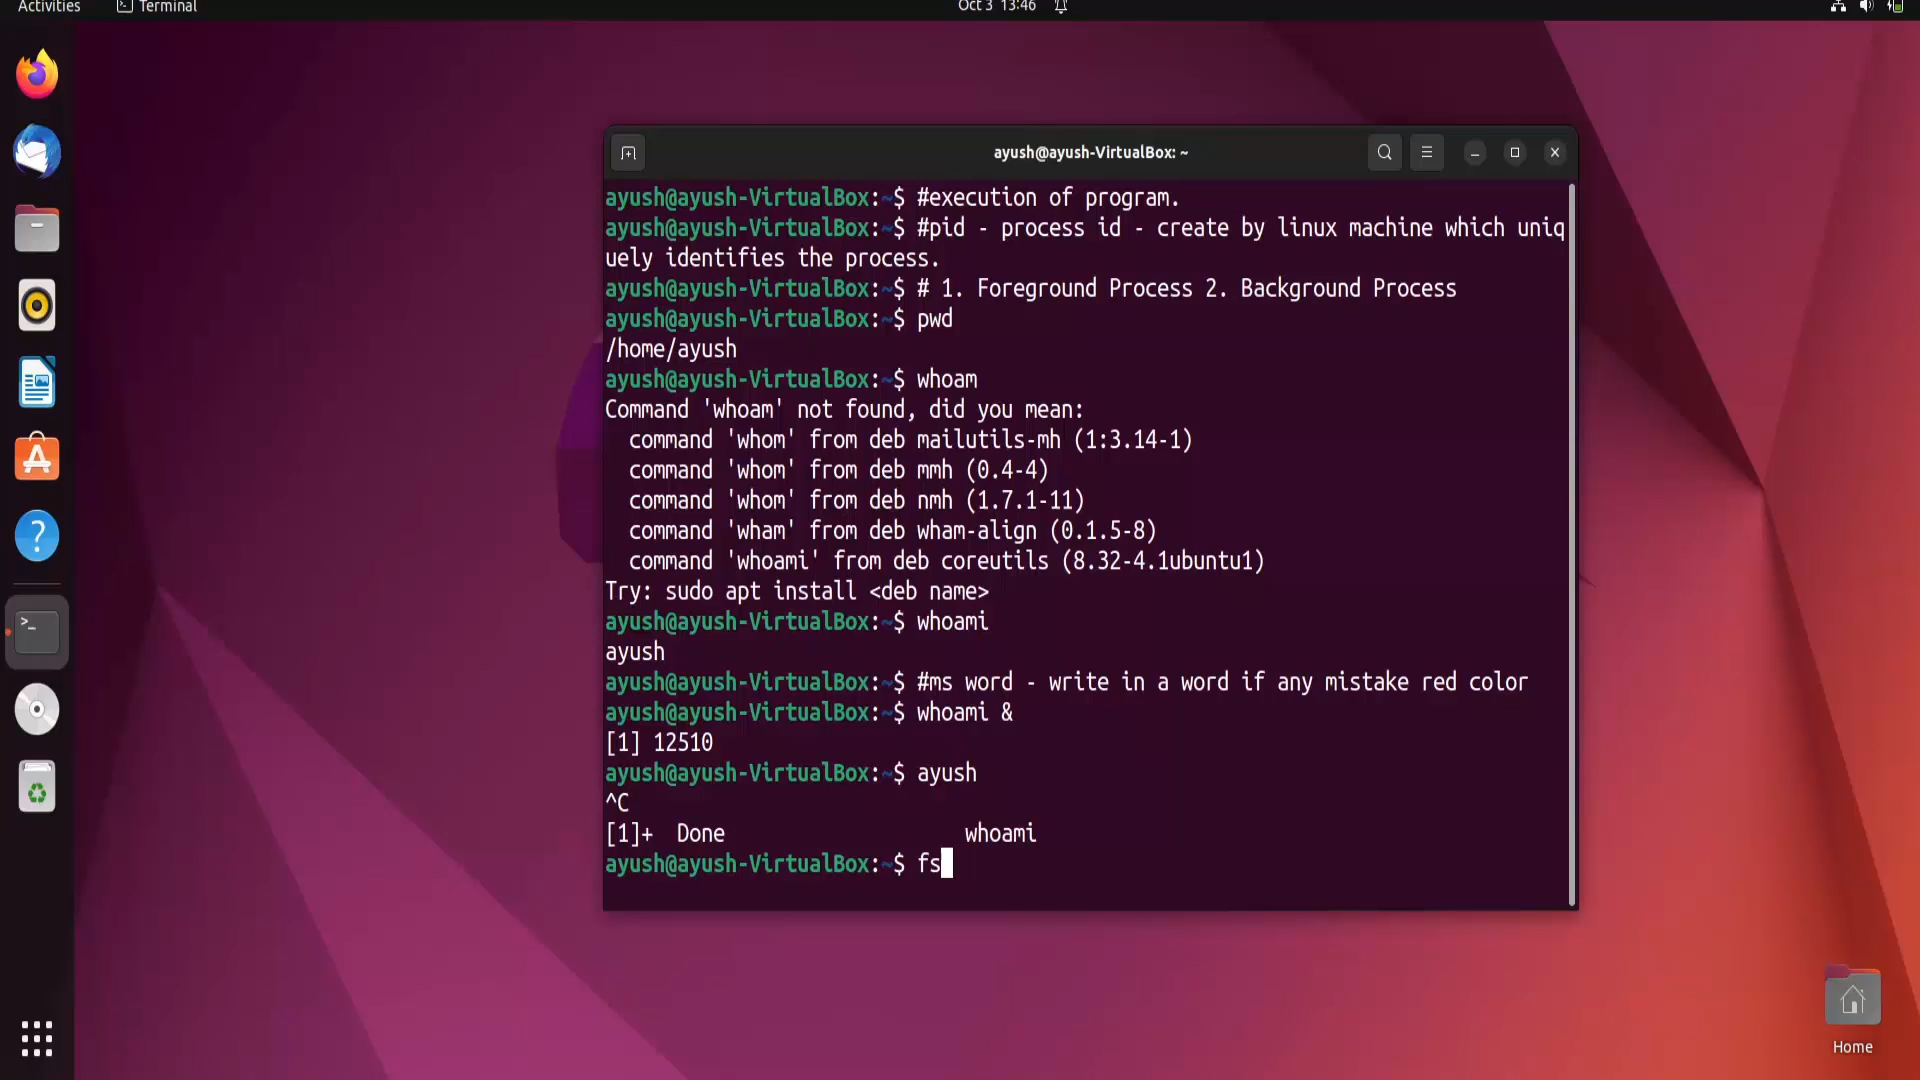 Activities
Terminal
Oct 3 13:46
ayush@ayush-VirtualBox: ~
ayush@ayush-VirtualBox:~$ #execution of program.
ayush@ayush-VirtualBox:~$ #pid - process id - create by linux machine which uniq
uely identifies the process.
ayush@ayush-VirtualBox:~$ # 1. Foreground Process 2. Background Process
ayush@ayush-VirtualBox:~$ pwd
/home/ayush
ayush@ayush-VirtualBox:~$ whoam
Command 'whoam' not found, did you mean:
command 'whom' from deb mailutils-mh (1:3.14-1)
command 'whom' from deb mmh (0.4-4)
command 'whom' from deb nmh (1.7.1-11)
command 'wham' from deb wham-align (0.1.5-8)
command 'whoami' from deb coreutils (8.32-4.1ubuntu1)
Try: sudo apt install <deb name>
ayush@ayush-VirtualBox:~$ whoami
ayush
ayush@ayush-VirtualBox:~$ #ms word - write in a word if any mistake red color
ayush@ayush-VirtualBox:~$ whoami &
[1] 12510
ayush@ayush-VirtualBox:~$ ayush
^C
[1]+  Done                    whoami
ayush@ayush-VirtualBox:~$ fs
Home